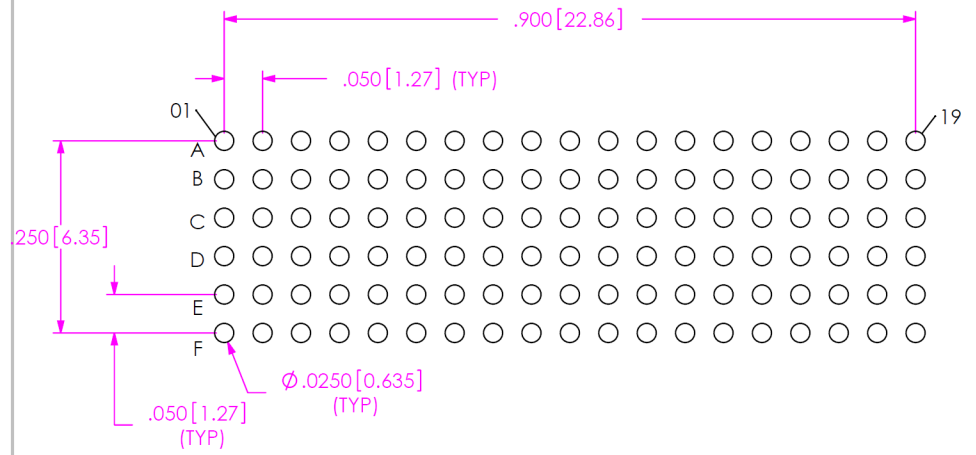 .900[22.86]
.050[1.27] (TYP)
01
19
A
B
C
.250[6.35]
D
E
F
Ø.0250[0.635]
(TYP)
.050[1.27]
(TYP)